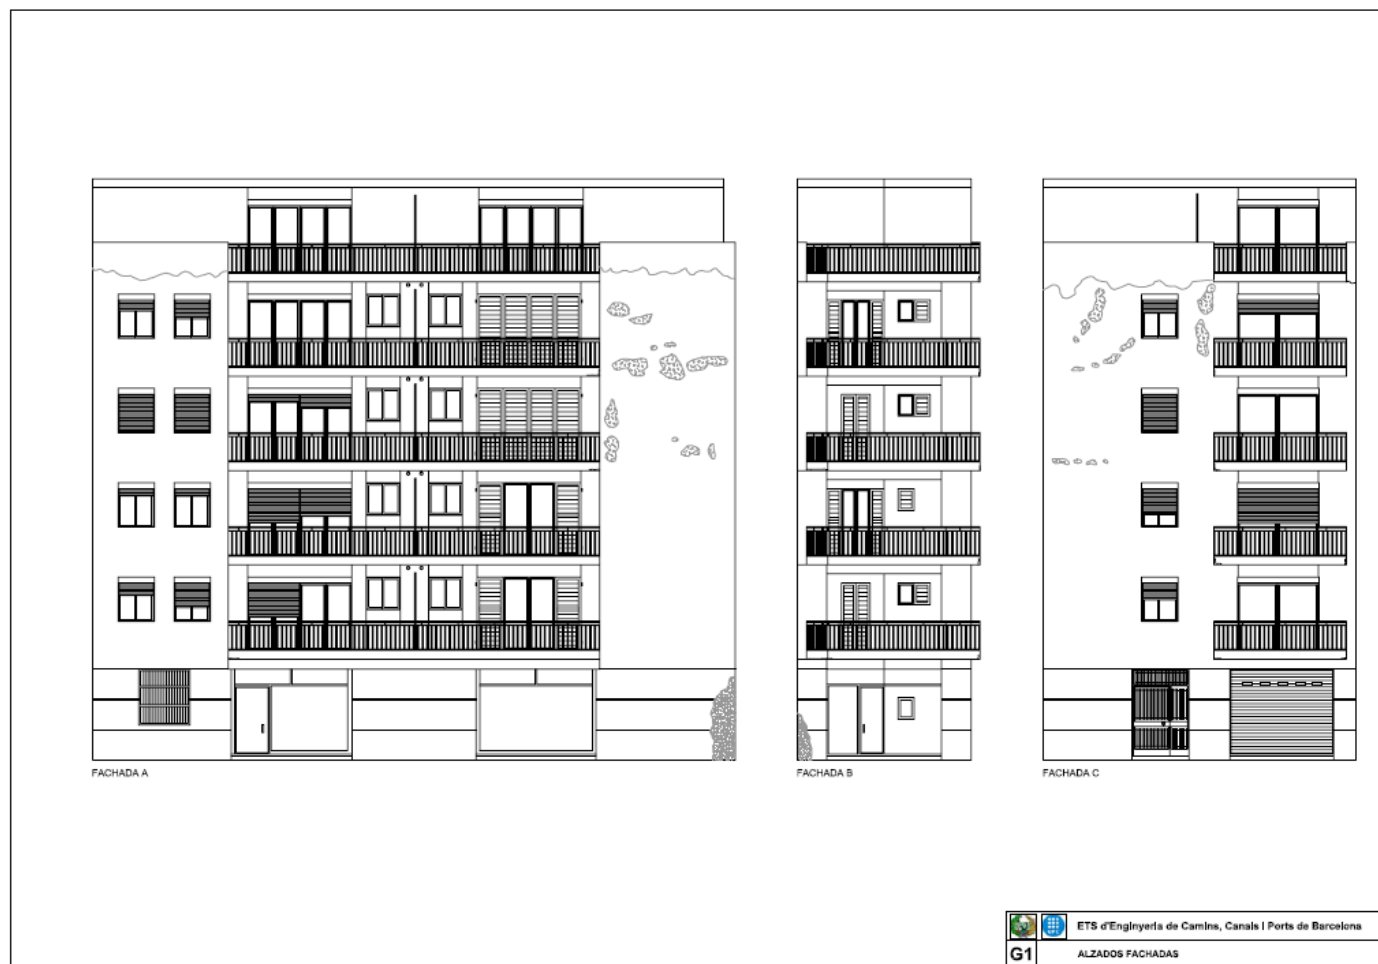 FACHADA A
FACHADA B
FACHADA C
ETS d'Enginyeria de Camins, Canals i Ports de Barcelona
G1
ALZADOS FACHADAS